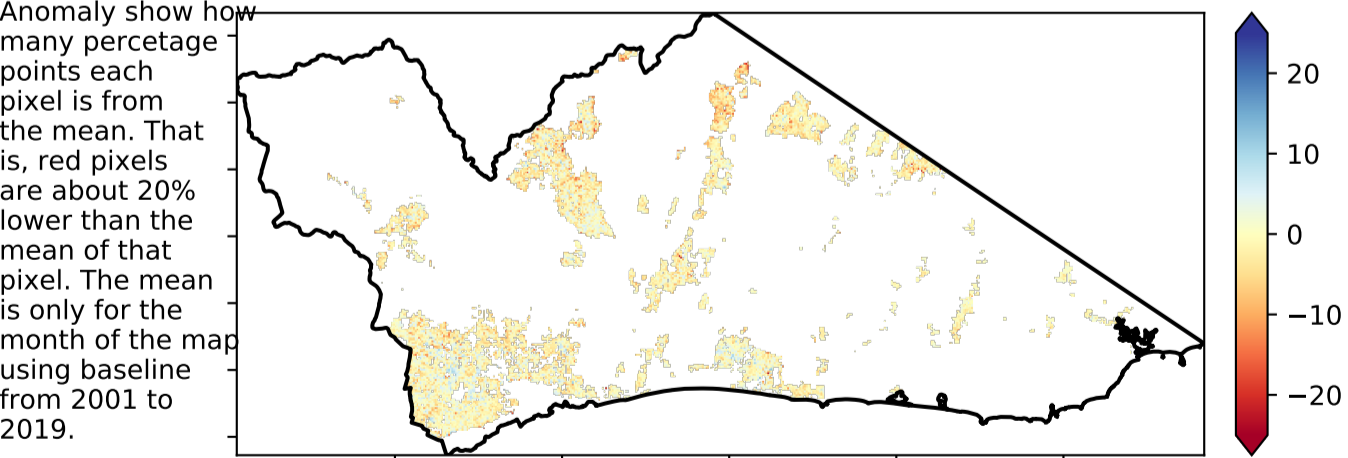 Anomaly show how
many percetage
points each
pixel is from
the mean. That
is, red pixels
are about 20%
lower than the
mean of that
pixel. The mean
is only for the
month of the map
using baseline
from 2001 to
2019.
20
10
0
−10
−20